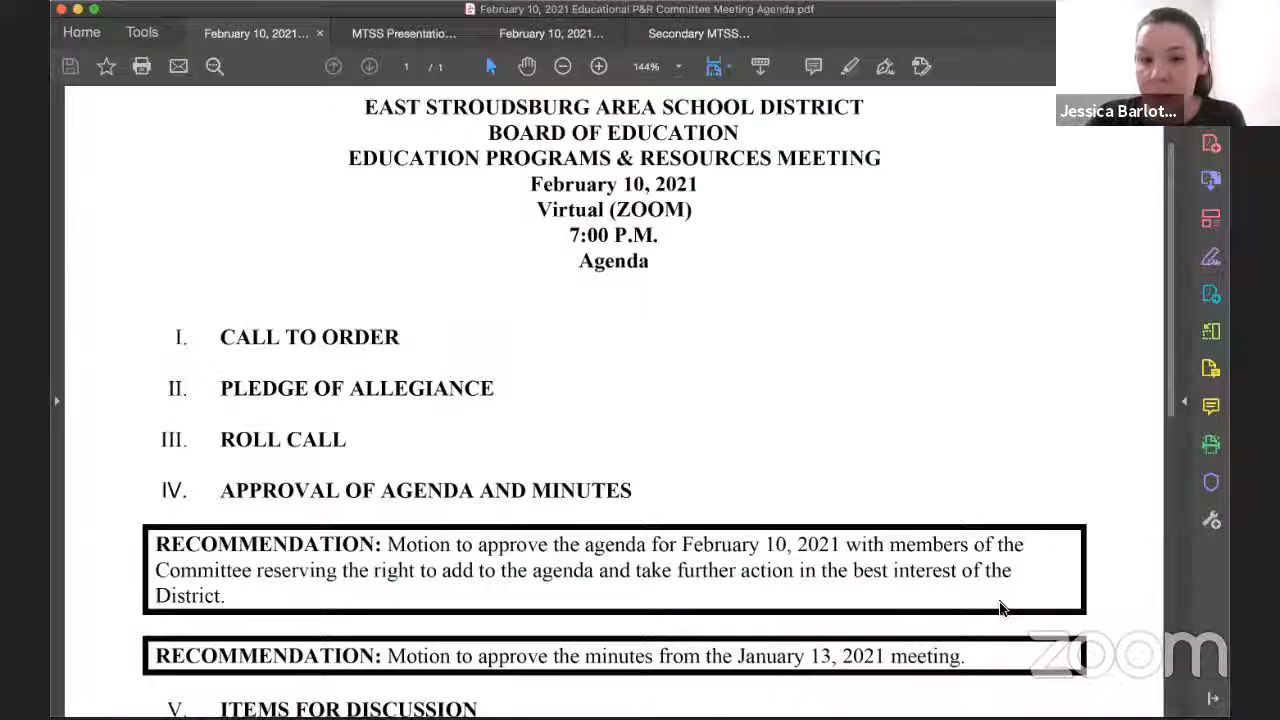 February 10, 2021 Educational P&R Committee Meeting Agenda.pdf
Home
Tools
February 10, 2021...
MTSS Presentatio...
February 10, 2021...
Secondary MTSS...
1 / 1
144%
Jessica Barlot...
EAST STROUDSBURG AREA SCHOOL DISTRICT
BOARD OF EDUCATION
EDUCATION PROGRAMS & RESOURCES MEETING
February 10, 2021
Virtual (ZOOM)
7:00 P.M.
Agenda
I. CALL TO ORDER
II. PLEDGE OF ALLEGIANCE
III. ROLL CALL
IV. APPROVAL OF AGENDA AND MINUTES
RECOMMENDATION: Motion to approve the agenda for February 10, 2021 with members of the
Committee reserving the right to add to the agenda and take further action in the best interest of the
District.
RECOMMENDATION: Motion to approve the minutes from the January 13, 2021 meeting.
zoom
V. ITEMS FOR DISCUSSION